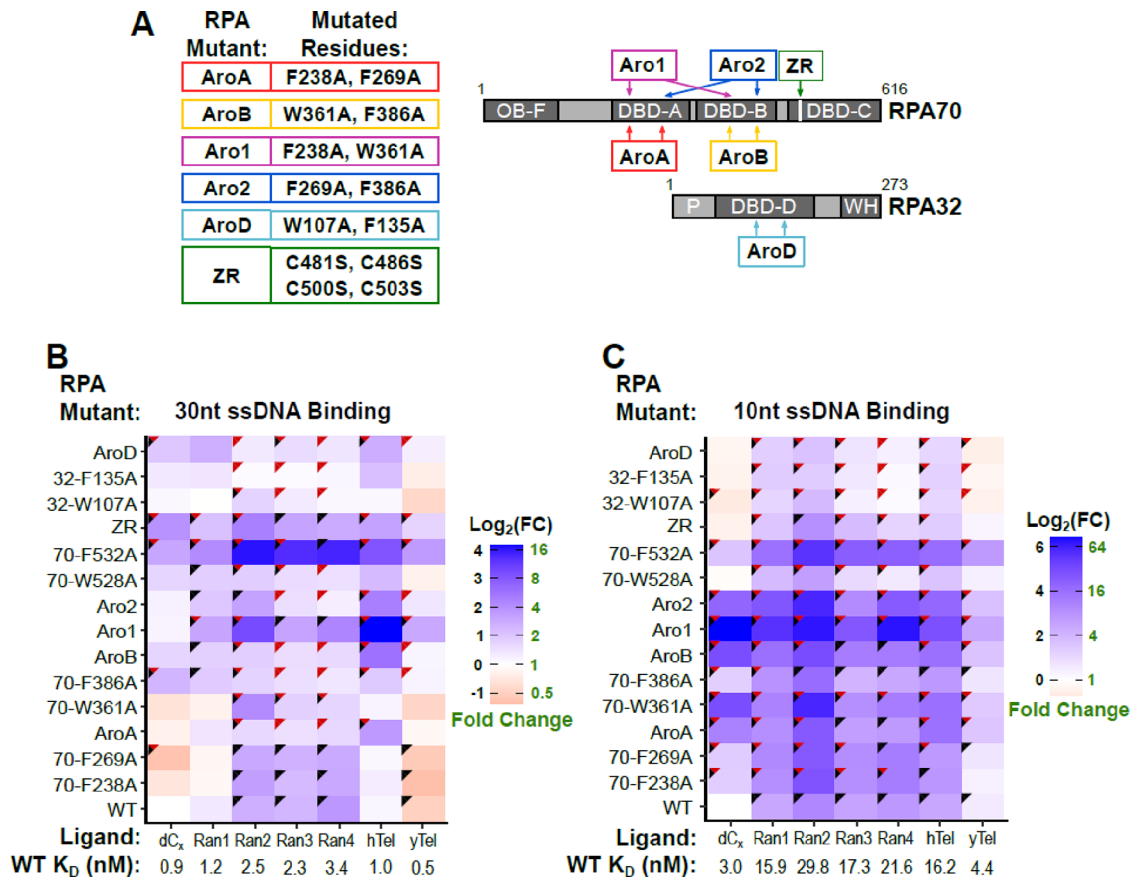 A
RPA Mutant: Mutated Residues:
AroA F238A, F269A
AroB W361A, F386A
Aro1 F238A, W361A
Aro2 F269A, F386A
AroD W107A, F135A
ZR C481S, C486S
C500S, C503S
Aro1 Aro2 ZR
1 616
OB-F DBD-A DBD-B DBD-C RPA70
AroA AroB
1 273
P DBD-D WH RPA32
AroD
B
RPA
Mutant: 30nt ssDNA Binding
AroD
32-F135A
32-W107A
ZR
70-F532A
70-W528A
Aro2
Aro1
AroB
70-F386A
70-W361A
AroA
70-F269A
70-F238A
WT
Log2(FC)
4 16
3 8
2 4
1 2
0 1
-1 0.5
Fold Change
Ligand: dCx Ran1 Ran2 Ran3 Ran4 hTel yTel
WT KD (nM) 0.9 1.2 2.5 2.3 3.4 1.0 0.5
C
RPA
Mutant: 10nt ssDNA Binding
AroD
32-F135A
32-W107A
ZR
70-F532A
70-W528A
Aro2
Aro1
AroB
70-F386A
70-W361A
AroA
70-F269A
70-F238A
WT
Log2(FC)
6 64
4 16
2 4
0 1
Fold Change
Ligand: dCx Ran1 Ran2 Ran3 Ran4 hTel yTel
WT KD (nM) 3.0 15.9 29.8 17.3 21.6 16.2 4.4